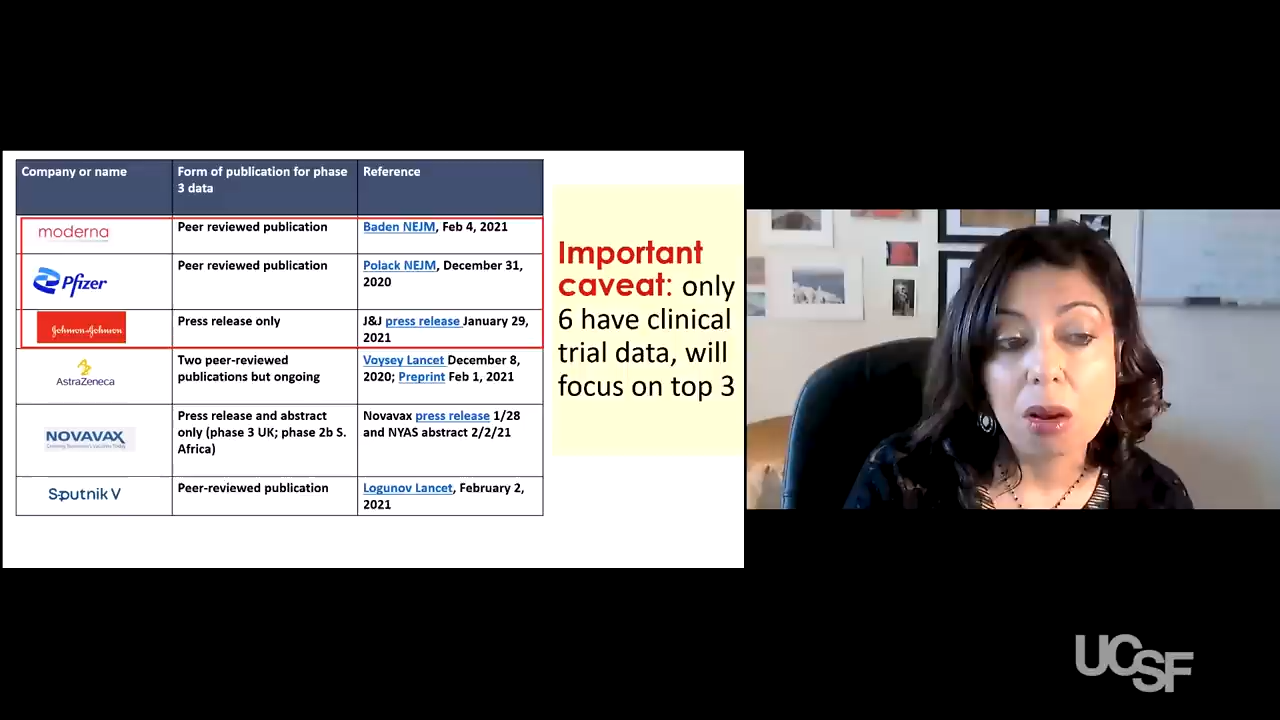 Company or name
Form of publication for phase
3 data
Reference
moderna
Peer reviewed publication
Baden NEJM, Feb 4, 2021
Pfizer
Peer reviewed publication
Polack NEJM, December 31,
2020
Johnson & Johnson
Press release only
J&J press release January 29,
2021
AstraZeneca
Two peer-reviewed
publications but ongoing
Voysey Lancet December 8,
2020; Preprint Feb 1, 2021
NOVAVAX
Press release and abstract
only (phase 3 UK; phase 2b S.
Africa)
Novavax press release 1/28
and NYAS abstract 2/2/21
Sputnik V
Peer-reviewed publication
Logunov Lancet, February 2,
2021
Important
caveat: only
6 have clinical
trial data, will
focus on top 3
UCSF